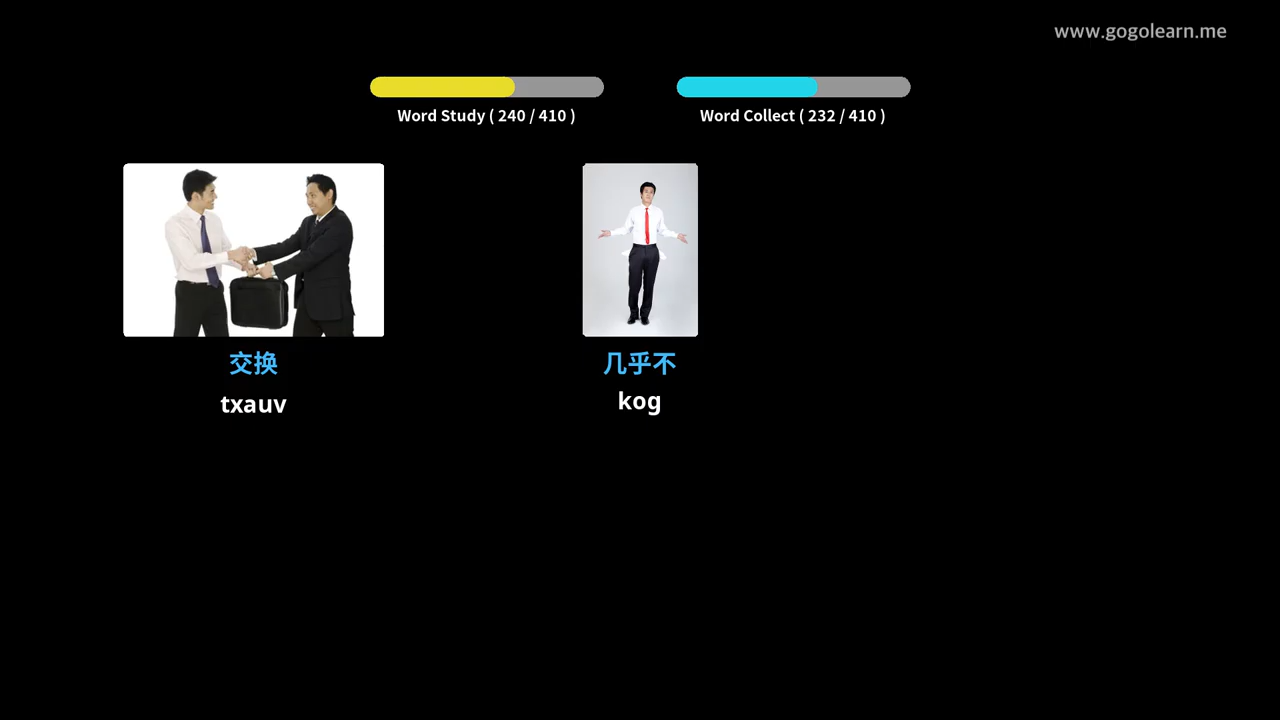 www.gogolearn.me
Word Study ( 240 / 410 )
Word Collect ( 232 / 410 )
交换
txauv
几乎不
kog